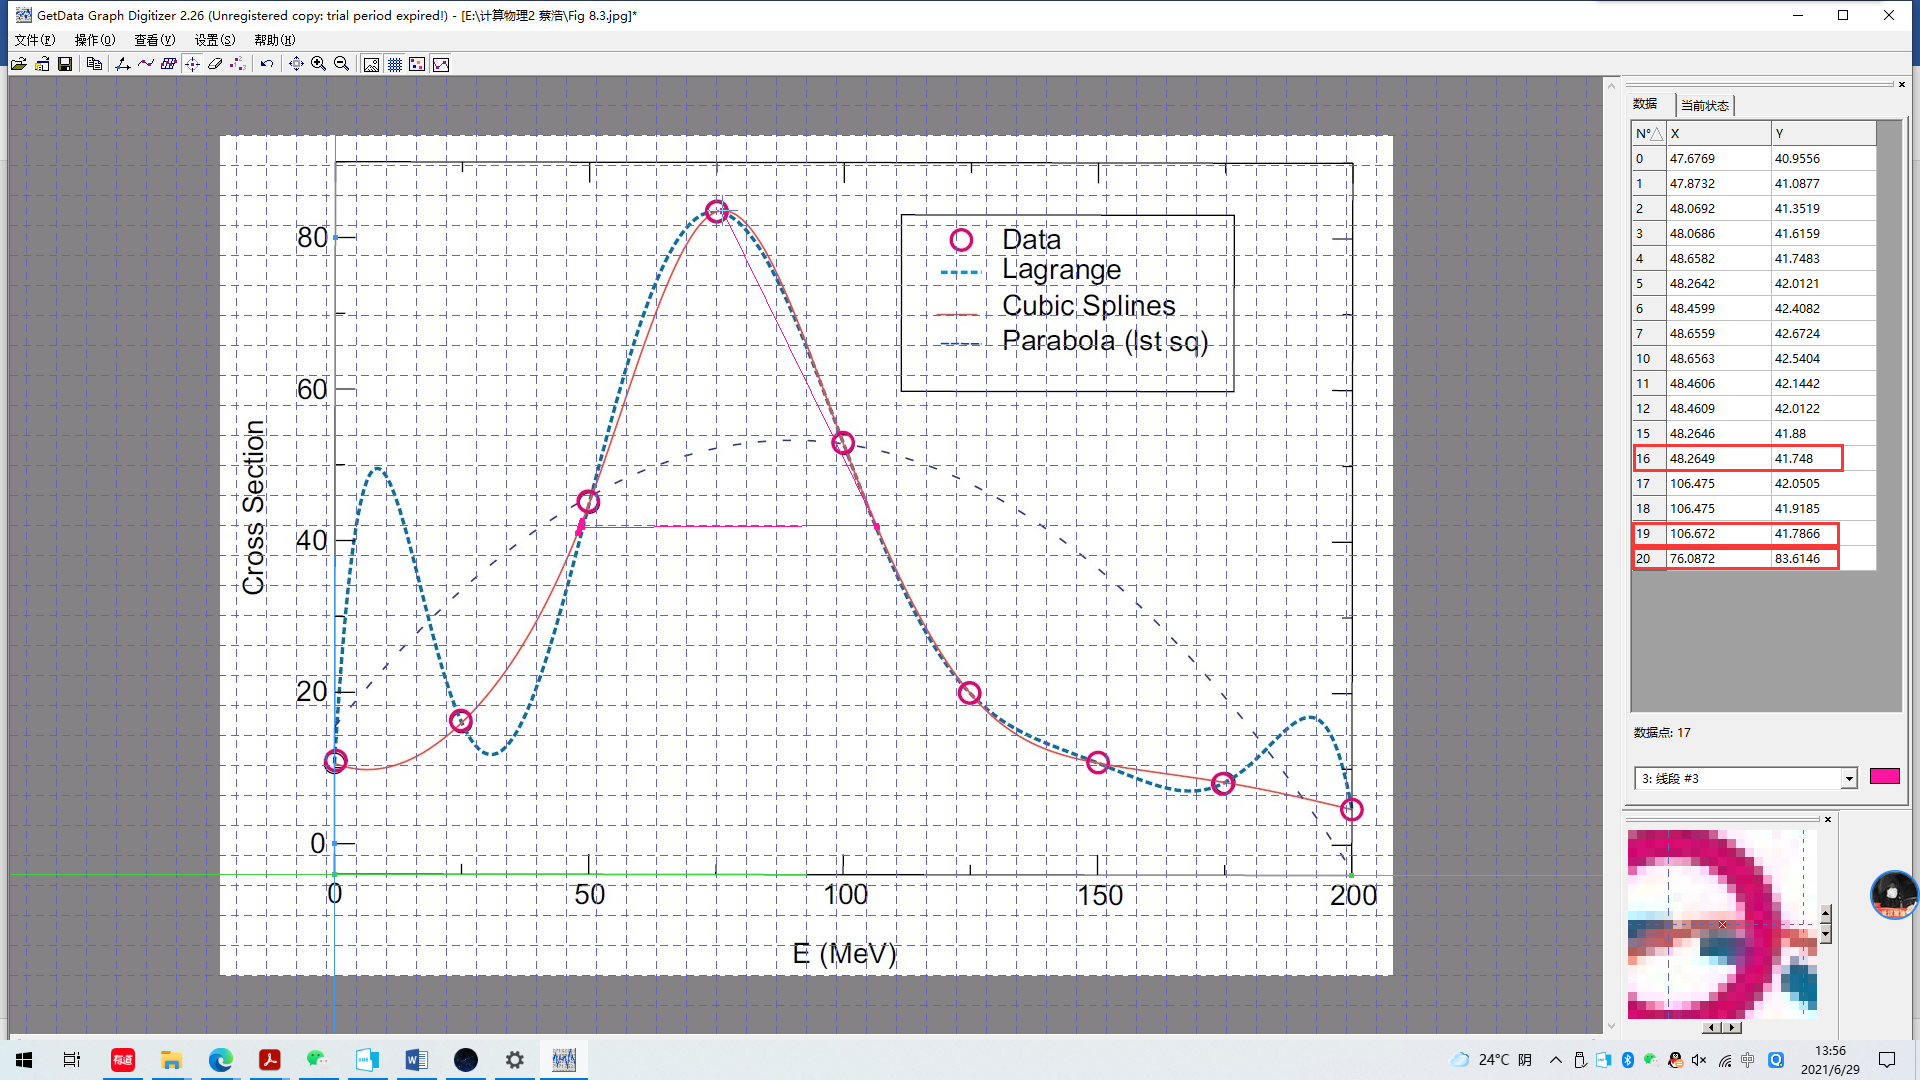 GetData Graph Digitizer 2.26 (Unregistered copy: trial period expired!) - [E:\计算物理2 蔡浩\Fig 8.3.jpg]*
文件(F) 操作(O) 查看(V) 设置(S) 帮助(H)
数据 当前状态
N° X Y
0 47.6769 40.9556
1 47.8732 41.0877
2 48.0692 41.3519
3 48.0686 41.6159
4 48.6582 41.7483
5 48.2642 42.0121
6 48.4599 42.4082
7 48.6559 42.6724
10 48.6563 42.5404
11 48.4606 42.1442
12 48.4609 42.0122
15 48.2646 41.88
16 48.2649 41.748
17 106.475 42.0505
18 106.475 41.9185
19 106.672 41.7866
20 76.0872 83.6146
数据点: 17
3: 线段 #3
Data
Lagrange
Cubic Splines
Parabola (lst sq)
Cross Section
80
60
40
20
0
0 50 100 150 200
E (MeV)
有道
24°C 阴
中
13:56
2021/6/29